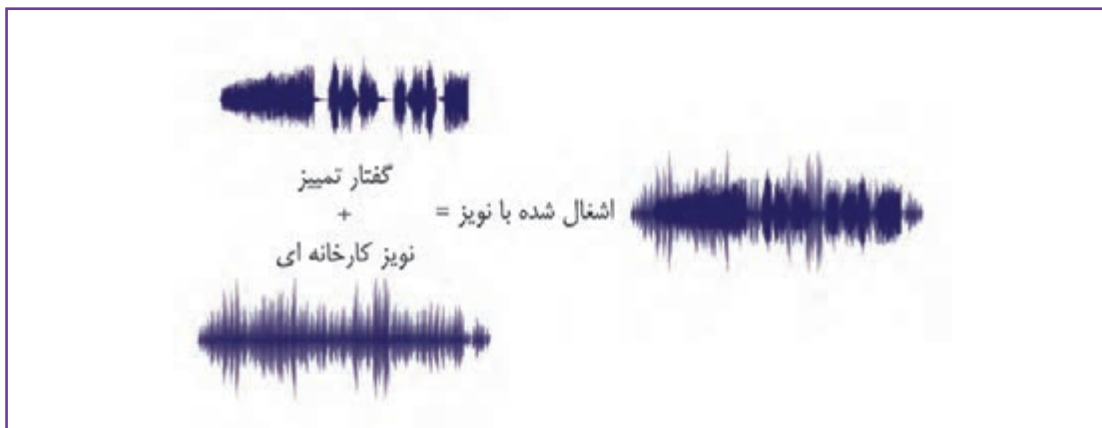 گفتار تمییز
+
اشغال شده با نویز =
نویز کارخانه ای